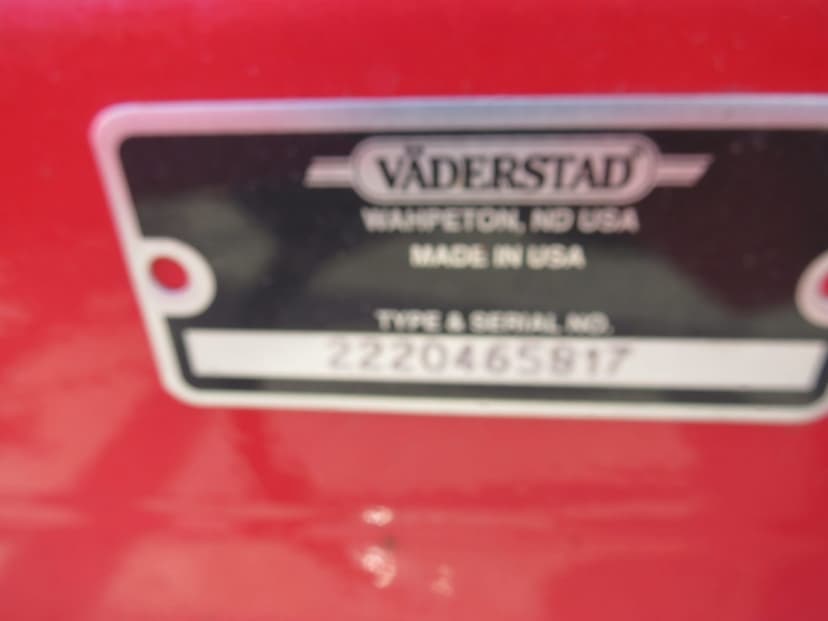 VÄDERSTAD
WAHPETON, ND USA
MADE IN USA
TYPE & SERIAL NO.
2220465817